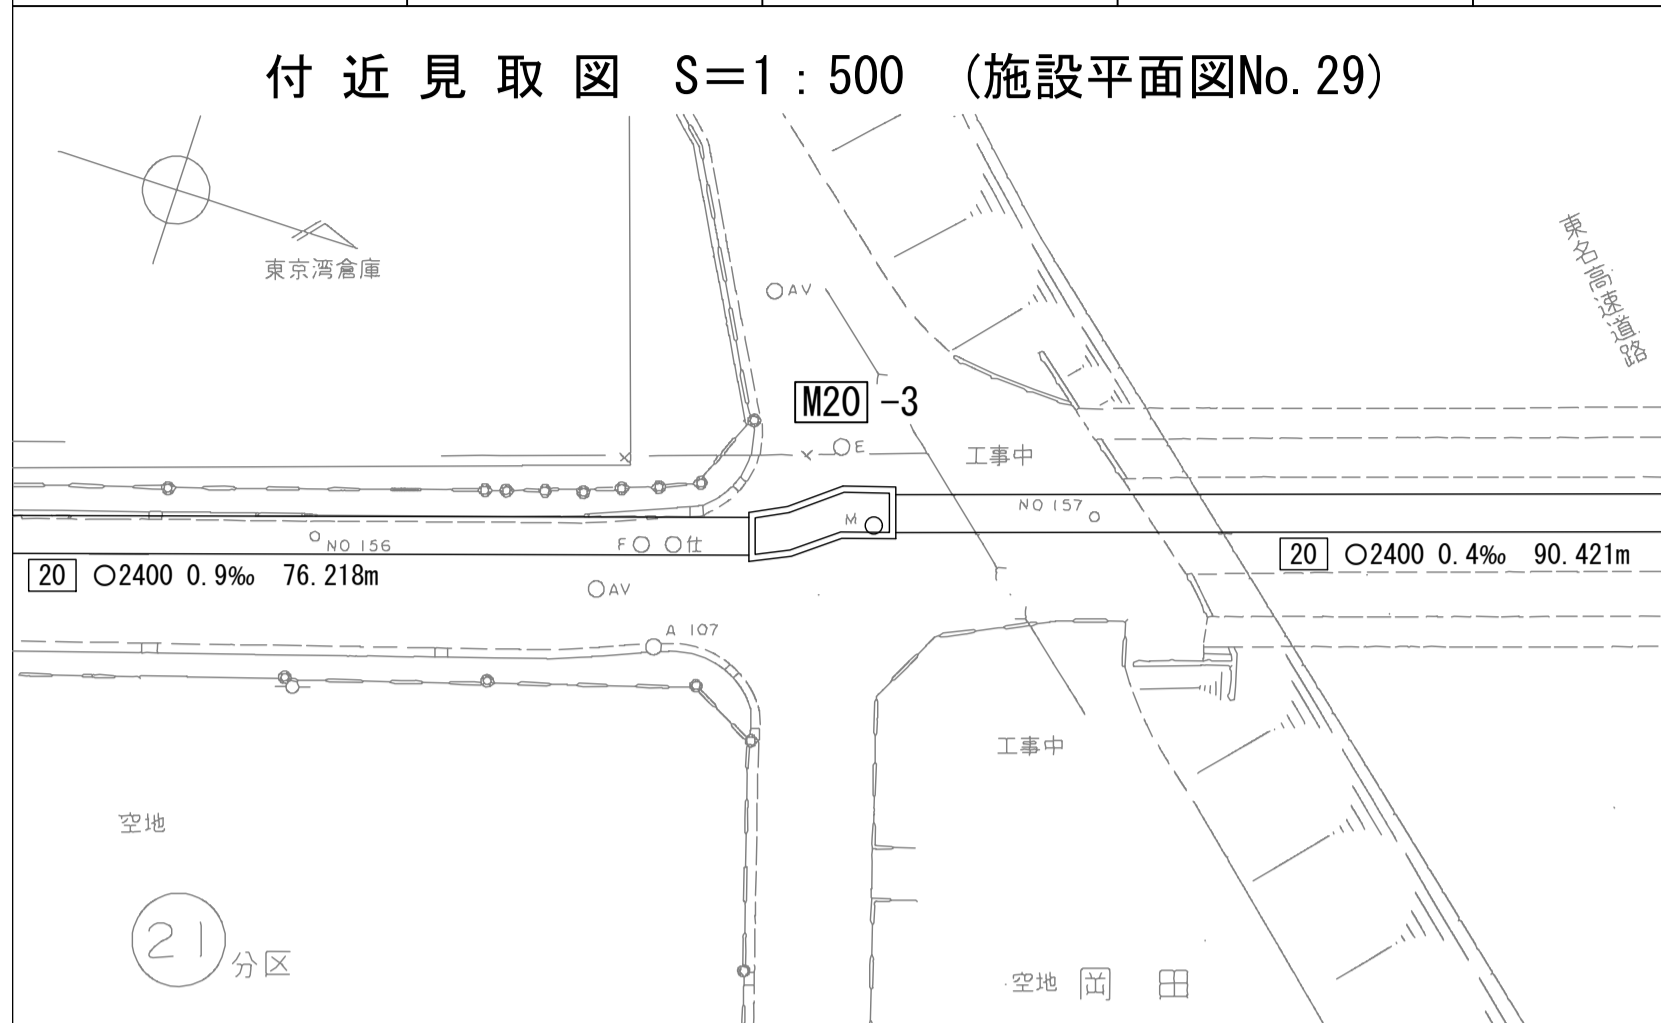 付近見取図 S=1:500 (施設平面図No.29)
東京湾倉庫
東名高速道路
AV
M20 -3
E
工事中
NO 157
M
NO 156
F 仕
20 ○2400 0.9‰ 76.218m
20 ○2400 0.4‰ 90.421m
AV
A 107
工事中
空地
21 分区
空地 岡田